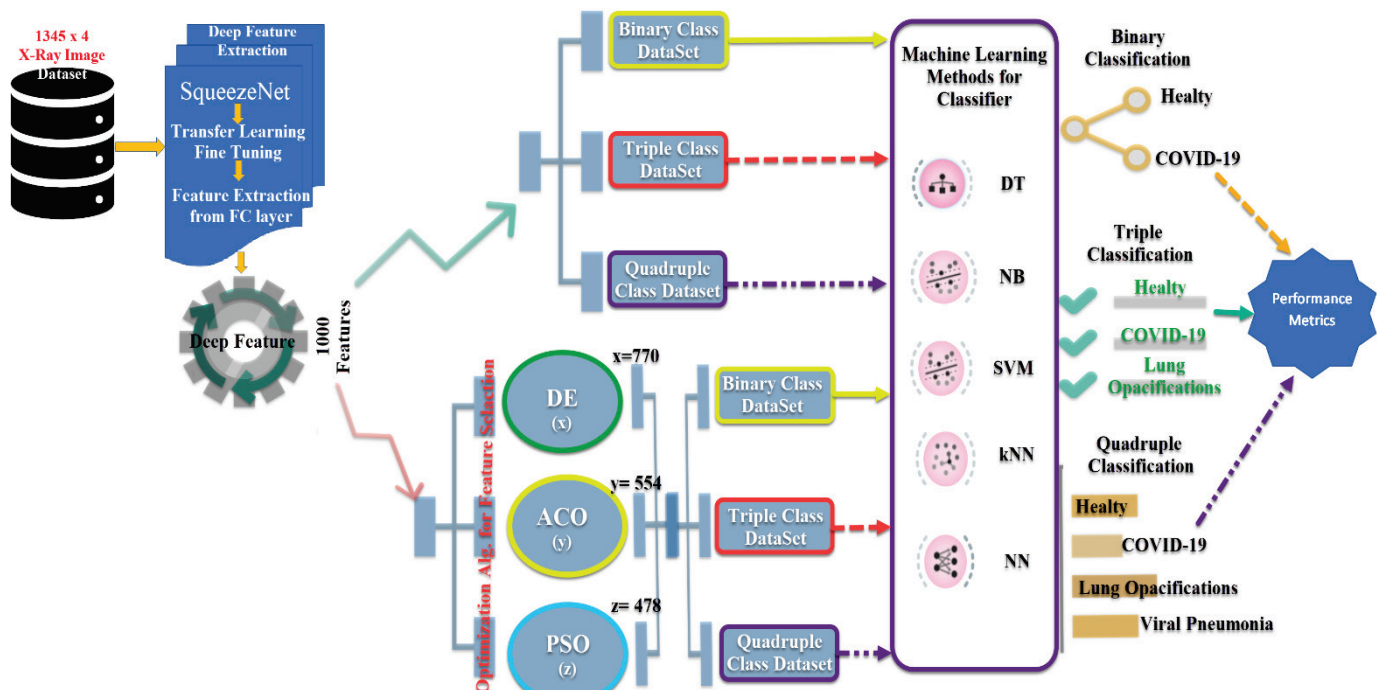 1345 x 4
X-Ray Image
Dataset
Deep Feature
Extraction
SqueezeNet
Transfer Learning
Fine Tuning
Feature Extraction
from FC layer
Deep Feature
1000
Features
Binary Class
DataSet
Triple Class
DataSet
Quadruple
Class Dataset
Optimization Alg. for Feature Selaction
DE
(x)
x=770
ACO
(y)
y= 554
PSO
(z)
z= 478
Binary Class
DataSet
Triple Class
DataSet
Quadruple
Class Dataset
Machine Learning
Methods for
Classifier
DT
NB
SVM
kNN
NN
Binary
Classification
Healty
COVID-19
Triple
Classification
Healty
COVID-19
Lung
Opacifications
Quadruple
Classification
Healty
COVID-19
Lung Opacifications
Viral Pneumonia
Performance
Metrics